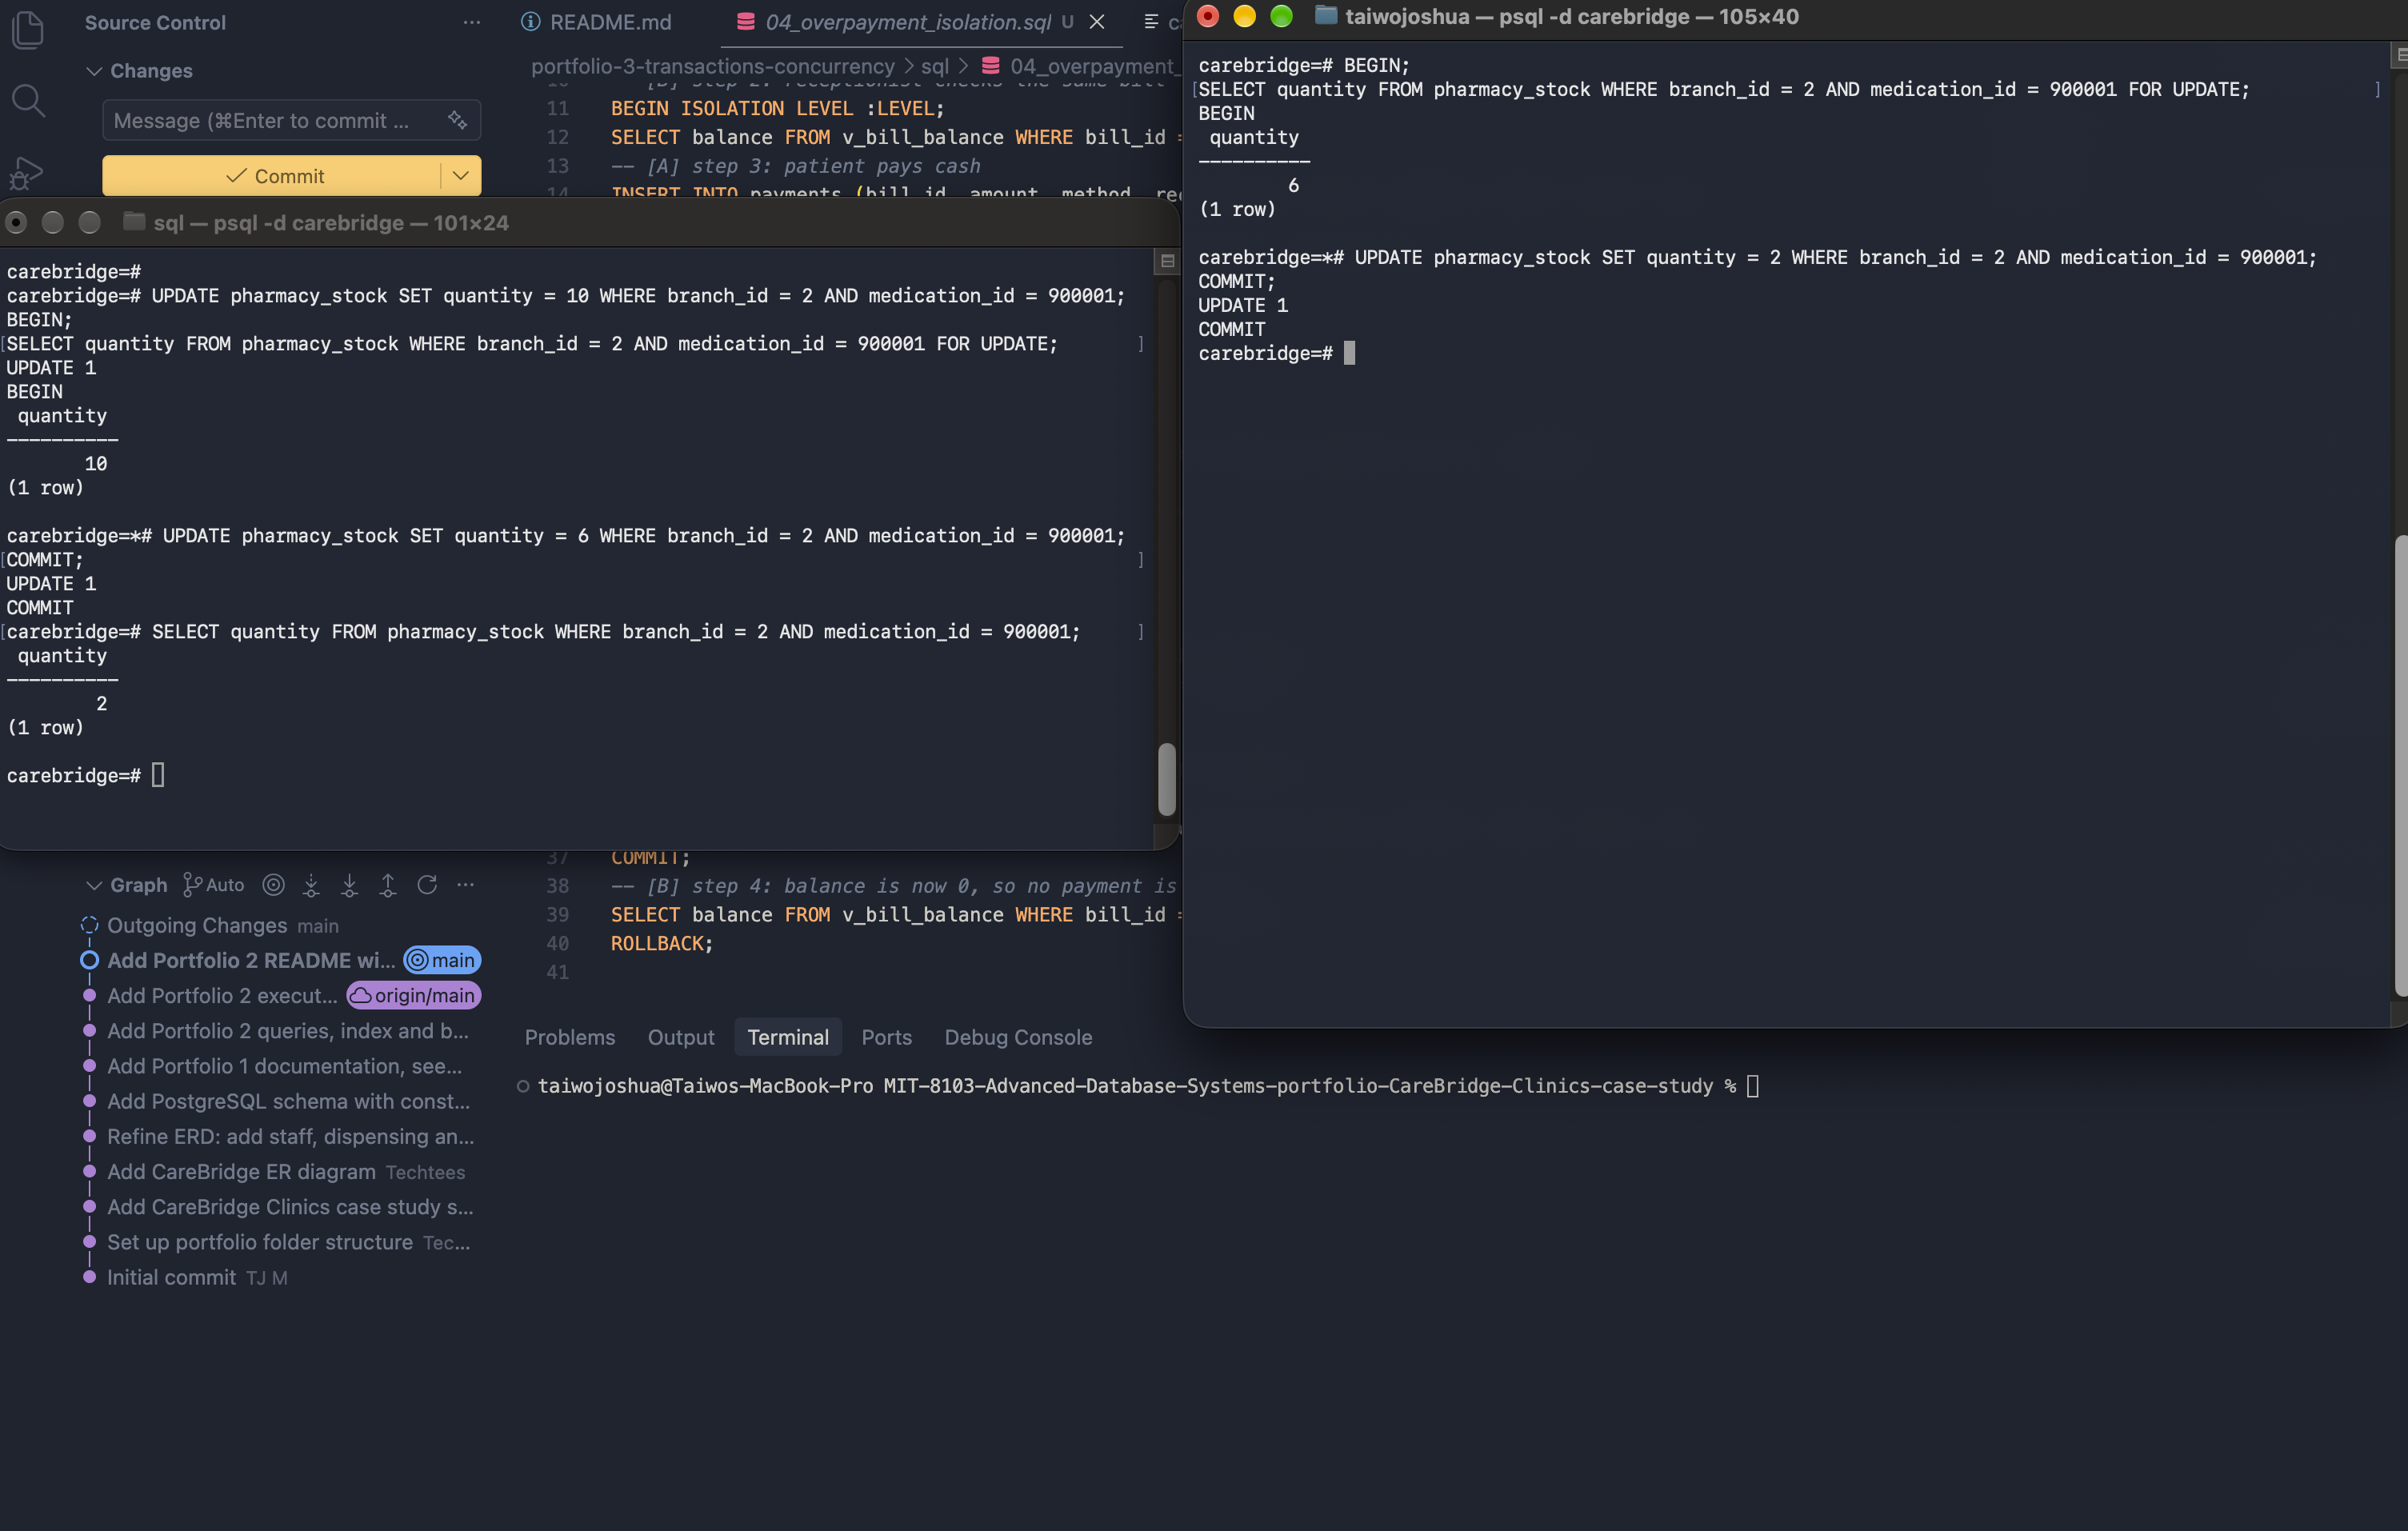 Source Control
Changes
Message (⌘Enter to commit ...
Commit
README.md
04_overpayment_isolation.sql U
portfolio-3-transactions-concurrency > sql > 04_overpayment_
11 BEGIN ISOLATION LEVEL :LEVEL;
12 SELECT balance FROM v_bill_balance WHERE bill_id =
13 -- [A] step 3: patient pays cash
14 INSERT INTO payments (bill_id, amount, method, rec
sql — psql -d carebridge — 101×24
carebridge=#
carebridge=# UPDATE pharmacy_stock SET quantity = 10 WHERE branch_id = 2 AND medication_id = 900001;
BEGIN;
[SELECT quantity FROM pharmacy_stock WHERE branch_id = 2 AND medication_id = 900001 FOR UPDATE; ]
UPDATE 1
BEGIN
quantity
----------
10
(1 row)
carebridge=*# UPDATE pharmacy_stock SET quantity = 6 WHERE branch_id = 2 AND medication_id = 900001;
[COMMIT; ]
UPDATE 1
COMMIT
[carebridge=# SELECT quantity FROM pharmacy_stock WHERE branch_id = 2 AND medication_id = 900001; ]
quantity
----------
2
(1 row)
carebridge=#
taiwojoshua — psql -d carebridge — 105×40
carebridge=# BEGIN;
[SELECT quantity FROM pharmacy_stock WHERE branch_id = 2 AND medication_id = 900001 FOR UPDATE; ]
BEGIN
quantity
----------
6
(1 row)
carebridge=*# UPDATE pharmacy_stock SET quantity = 2 WHERE branch_id = 2 AND medication_id = 900001;
COMMIT;
UPDATE 1
COMMIT
carebridge=#
37 COMMIT;
38 -- [B] step 4: balance is now 0, so no payment is
39 SELECT balance FROM v_bill_balance WHERE bill_id =
40 ROLLBACK;
41
Graph Auto
Outgoing Changes main
Add Portfolio 2 README wi... main
Add Portfolio 2 execut... origin/main
Add Portfolio 2 queries, index and b...
Add Portfolio 1 documentation, see...
Add PostgreSQL schema with const...
Refine ERD: add staff, dispensing an...
Add CareBridge ER diagram Techtees
Add CareBridge Clinics case study s...
Set up portfolio folder structure Tec...
Initial commit TJ M
Problems Output Terminal Ports Debug Console
taiwojoshua@Taiwos-MacBook-Pro MIT-8103-Advanced-Database-Systems-portfolio-CareBridge-Clinics-case-study %